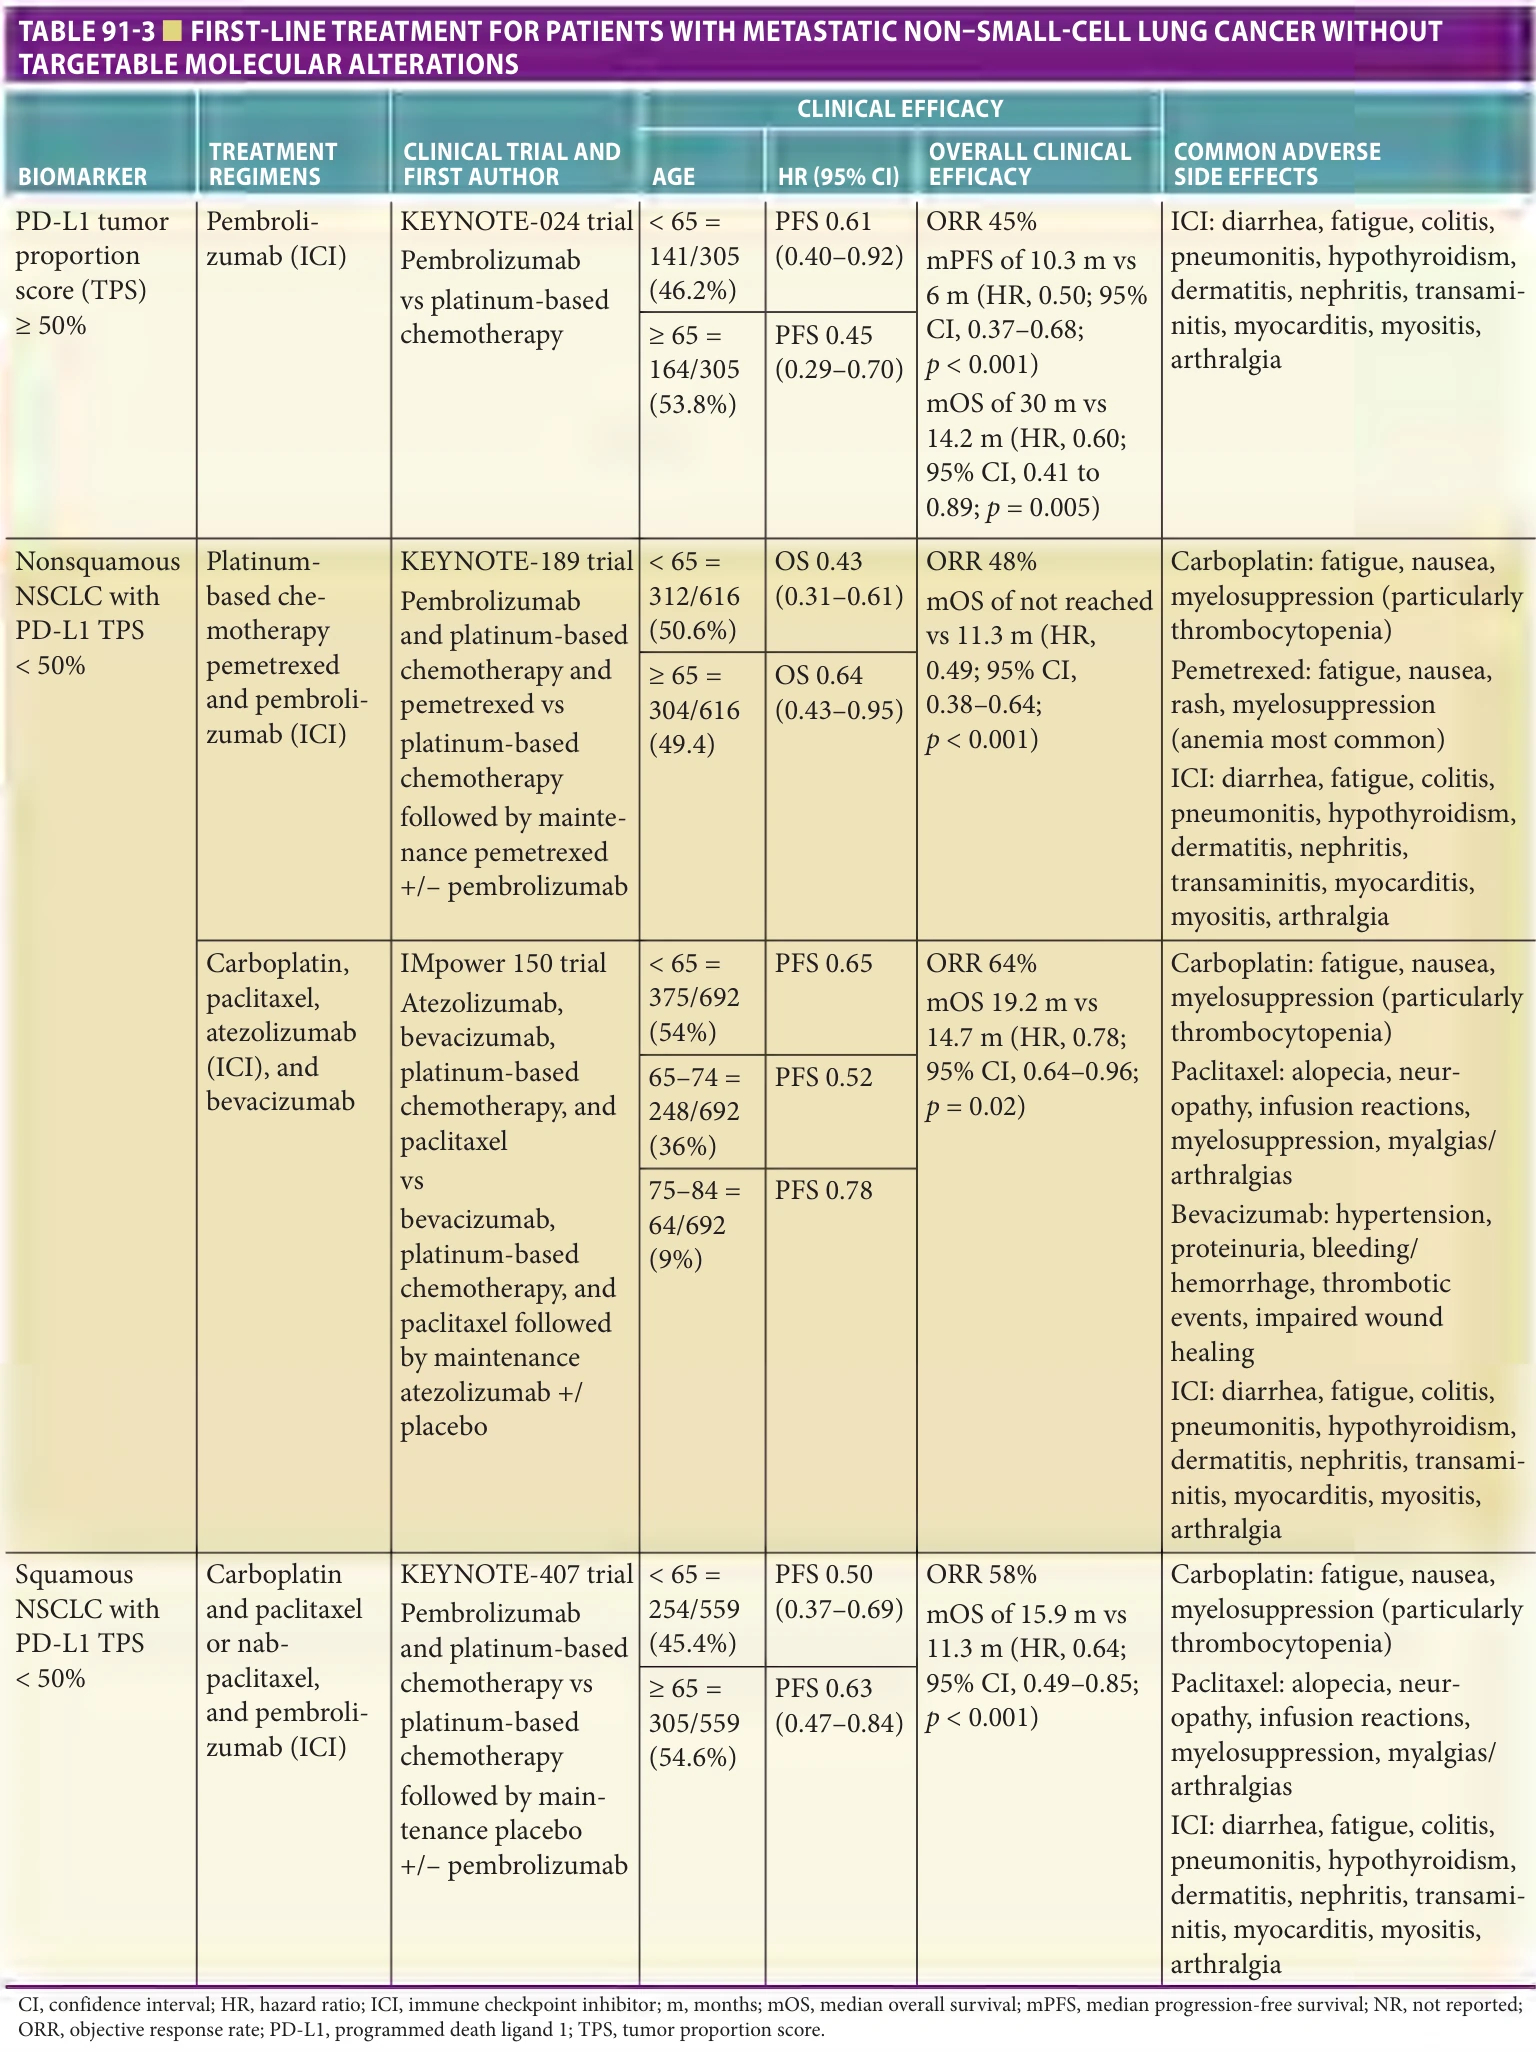 TABLE 91-3 ■ FIRST-LINE TREATMENT FOR PATIENTS WITH METASTATIC NON–SMALL-CELL LUNG CANCER WITHOUT
TARGETABLE MOLECULAR ALTERATIONS
BIOMARKER
TREATMENT
REGIMENS
CLINICAL TRIAL AND
FIRST AUTHOR
CLINICAL EFFICACY
AGE
HR (95% CI)
OVERALL CLINICAL
EFFICACY
COMMON ADVERSE
SIDE EFFECTS
PD-L1 tumor
proportion
score (TPS)
≥ 50%
Pembroli-
zumab (ICI)
KEYNOTE-024 trial
Pembrolizumab
vs platinum-based
chemotherapy
< 65 =
141/305
(46.2%)
PFS 0.61
(0.40–0.92)
≥ 65 =
164/305
(53.8%)
PFS 0.45
(0.29–0.70)
ORR 45%
mPFS of 10.3 m vs
6 m (HR, 0.50; 95%
CI, 0.37–0.68;
p < 0.001)
mOS of 30 m vs
14.2 m (HR, 0.60;
95% CI, 0.41 to
0.89; p = 0.005)
ICI: diarrhea, fatigue, colitis,
pneumonitis, hypothyroidism,
dermatitis, nephritis, transami-
nitis, myocarditis, myositis,
arthralgia
Nonsquamous
NSCLC with
PD-L1 TPS
< 50%
Platinum-
based che-
motherapy
pemetrexed
and pembroli-
zumab (ICI)
KEYNOTE-189 trial
Pembrolizumab
and platinum-based
chemotherapy and
pemetrexed vs
platinum-based
chemotherapy
followed by mainte-
nance pemetrexed
+/– pembrolizumab
< 65 =
312/616
(50.6%)
OS 0.43
(0.31–0.61)
≥ 65 =
304/616
(49.4)
OS 0.64
(0.43–0.95)
ORR 48%
mOS of not reached
vs 11.3 m (HR,
0.49; 95% CI,
0.38–0.64;
p < 0.001)
Carboplatin: fatigue, nausea,
myelosuppression (particularly
thrombocytopenia)
Pemetrexed: fatigue, nausea,
rash, myelosuppression
(anemia most common)
ICI: diarrhea, fatigue, colitis,
pneumonitis, hypothyroidism,
dermatitis, nephritis,
transaminitis, myocarditis,
myositis, arthralgia
Carboplatin,
paclitaxel,
atezolizumab
(ICI), and
bevacizumab
IMpower 150 trial
Atezolizumab,
bevacizumab,
platinum-based
chemotherapy, and
paclitaxel
vs
bevacizumab,
platinum-based
chemotherapy, and
paclitaxel followed
by maintenance
atezolizumab +/
placebo
< 65 =
375/692
(54%)
PFS 0.65
65–74 =
248/692
(36%)
PFS 0.52
75–84 =
64/692
(9%)
PFS 0.78
ORR 64%
mOS 19.2 m vs
14.7 m (HR, 0.78;
95% CI, 0.64–0.96;
p = 0.02)
Carboplatin: fatigue, nausea,
myelosuppression (particularly
thrombocytopenia)
Paclitaxel: alopecia, neur-
opathy, infusion reactions,
myelosuppression, myalgias/
arthralgias
Bevacizumab: hypertension,
proteinuria, bleeding/
hemorrhage, thrombotic
events, impaired wound
healing
ICI: diarrhea, fatigue, colitis,
pneumonitis, hypothyroidism,
dermatitis, nephritis, transami-
nitis, myocarditis, myositis,
arthralgia
Squamous
NSCLC with
PD-L1 TPS
< 50%
Carboplatin
and paclitaxel
or nab-
paclitaxel,
and pembroli-
zumab (ICI)
KEYNOTE-407 trial
Pembrolizumab
and platinum-based
chemotherapy vs
platinum-based
chemotherapy
followed by main-
tenance placebo
+/– pembrolizumab
< 65 =
254/559
(45.4%)
PFS 0.50
(0.37–0.69)
≥ 65 =
305/559
(54.6%)
PFS 0.63
(0.47–0.84)
ORR 58%
mOS of 15.9 m vs
11.3 m (HR, 0.64;
95% CI, 0.49–0.85;
p < 0.001)
Carboplatin: fatigue, nausea,
myelosuppression (particularly
thrombocytopenia)
Paclitaxel: alopecia, neur-
opathy, infusion reactions,
myelosuppression, myalgias/
arthralgias
ICI: diarrhea, fatigue, colitis,
pneumonitis, hypothyroidism,
dermatitis, nephritis, transami-
nitis, myocarditis, myositis,
arthralgia
CI, confidence interval; HR, hazard ratio; ICI, immune checkpoint inhibitor; m, months; mOS, median overall survival; mPFS, median progression-free survival; NR, not reported;
ORR, objective response rate; PD-L1, programmed death ligand 1; TPS, tumor proportion score.